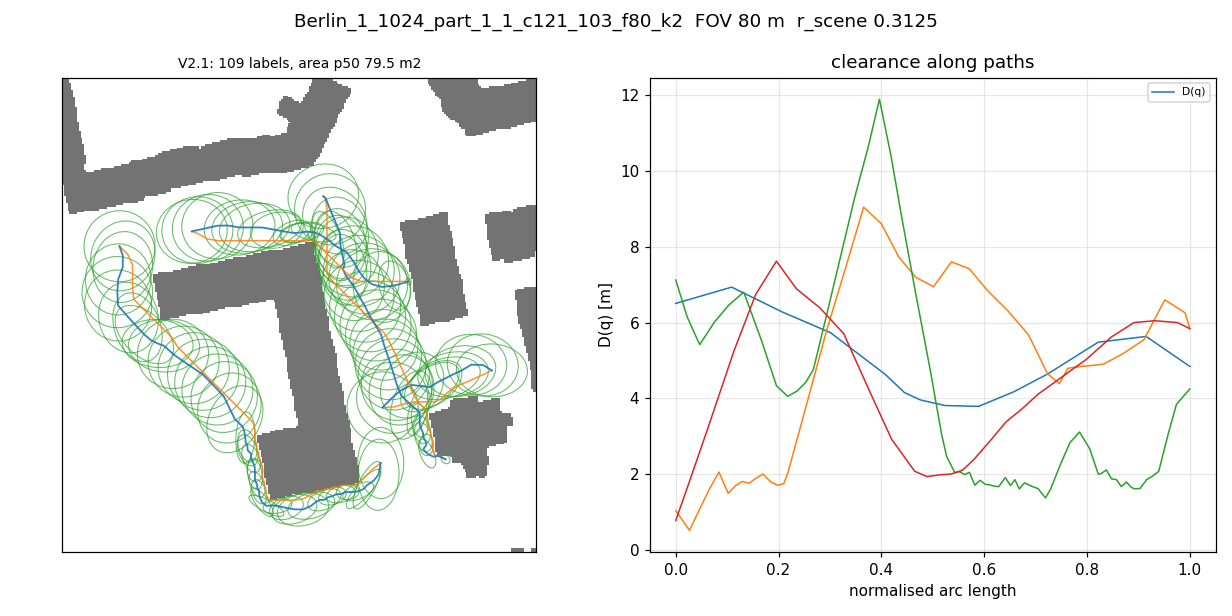 Berlin_1_1024_part_1_1_c121_103_f80_k2  FOV 80 m  r_scene 0.3125
V2.1: 109 labels, area p50 79.5 m2
clearance along paths
D(q)
12
10
8
6
4
2
0
D(q) [m]
0.0 0.2 0.4 0.6 0.8 1.0
normalised arc length